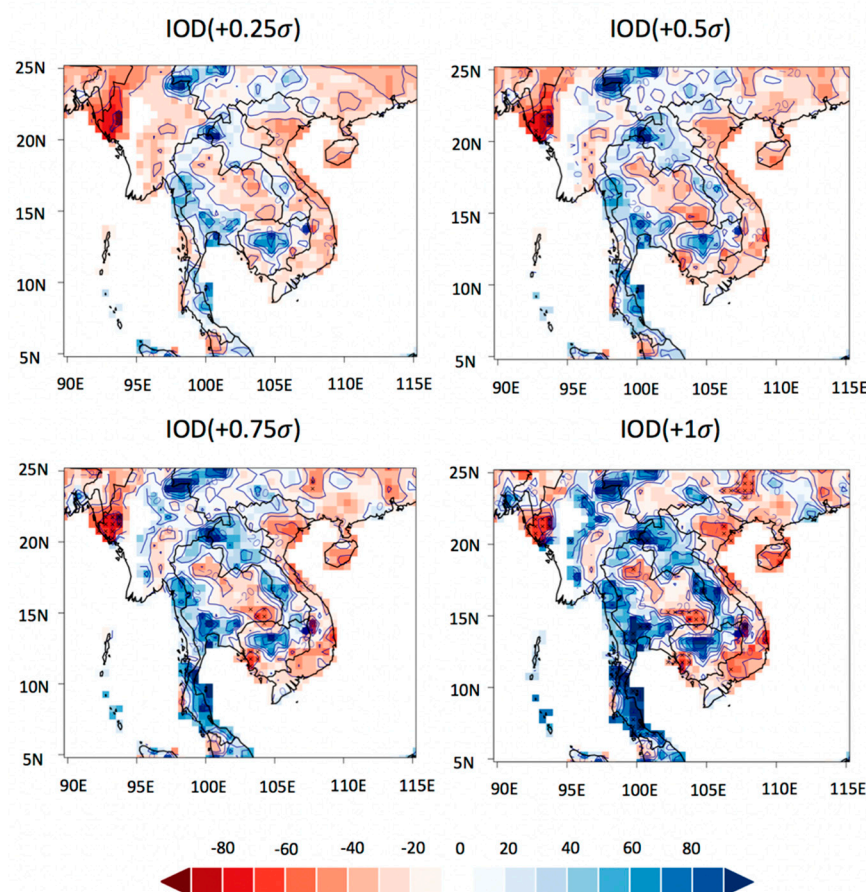 IOD(+0.25σ) IOD(+0.5σ)
25N 25N
20N 20N
15N 15N
10N 10N
5N 5N
90E 95E 100E 105E 110E 115E 90E 95E 100E 105E 110E 115E
IOD(+0.75σ) IOD(+1σ)
25N 25N
20N 20N
15N 15N
10N 10N
5N 5N
90E 95E 100E 105E 110E 115E 90E 95E 100E 105E 110E 115E
-80 -60 -40 -20 0 20 40 60 80